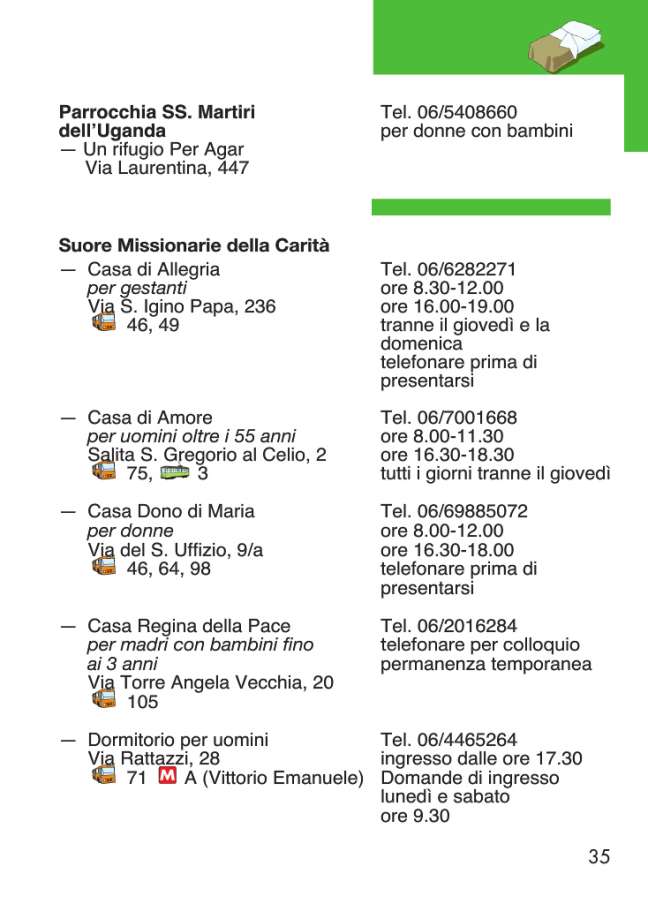 Parrocchia SS. Martiri
dell'Uganda
— Un rifugio Per Agar
Via Laurentina, 447
Tel. 06/5408660
per donne con bambini
Suore Missionarie della Carità
— Casa di Allegria
per gestanti
Via S. Igino Papa, 236
46, 49
Tel. 06/6282271
ore 8.30-12.00
ore 16.00-19.00
tranne il giovedì e la
domenica
telefonare prima di
presentarsi
— Casa di Amore
per uomini oltre i 55 anni
Salita S. Gregorio al Celio, 2
75, 3
Tel. 06/7001668
ore 8.00-11.30
ore 16.30-18.30
tutti i giorni tranne il giovedì
— Casa Dono di Maria
per donne
Via del S. Uffizio, 9/a
46, 64, 98
Tel. 06/69885072
ore 8.00-12.00
ore 16.30-18.00
telefonare prima di
presentarsi
— Casa Regina della Pace
per madri con bambini fino
ai 3 anni
Via Torre Angela Vecchia, 20
105
Tel. 06/2016284
telefonare per colloquio
permanenza temporanea
— Dormitorio per uomini
Via Rattazzi, 28
71 M A (Vittorio Emanuele)
Tel. 06/4465264
ingresso dalle ore 17.30
Domande di ingresso
lunedì e sabato
ore 9.30
35